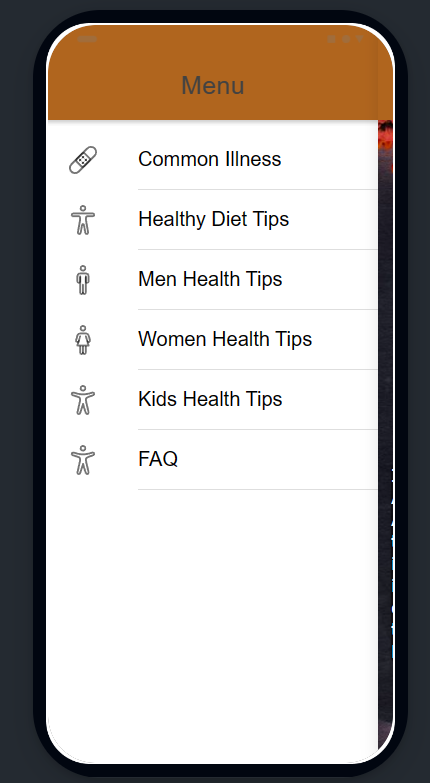 Menu
Common Illness
Healthy Diet Tips
Men Health Tips
Women Health Tips
Kids Health Tips
FAQ